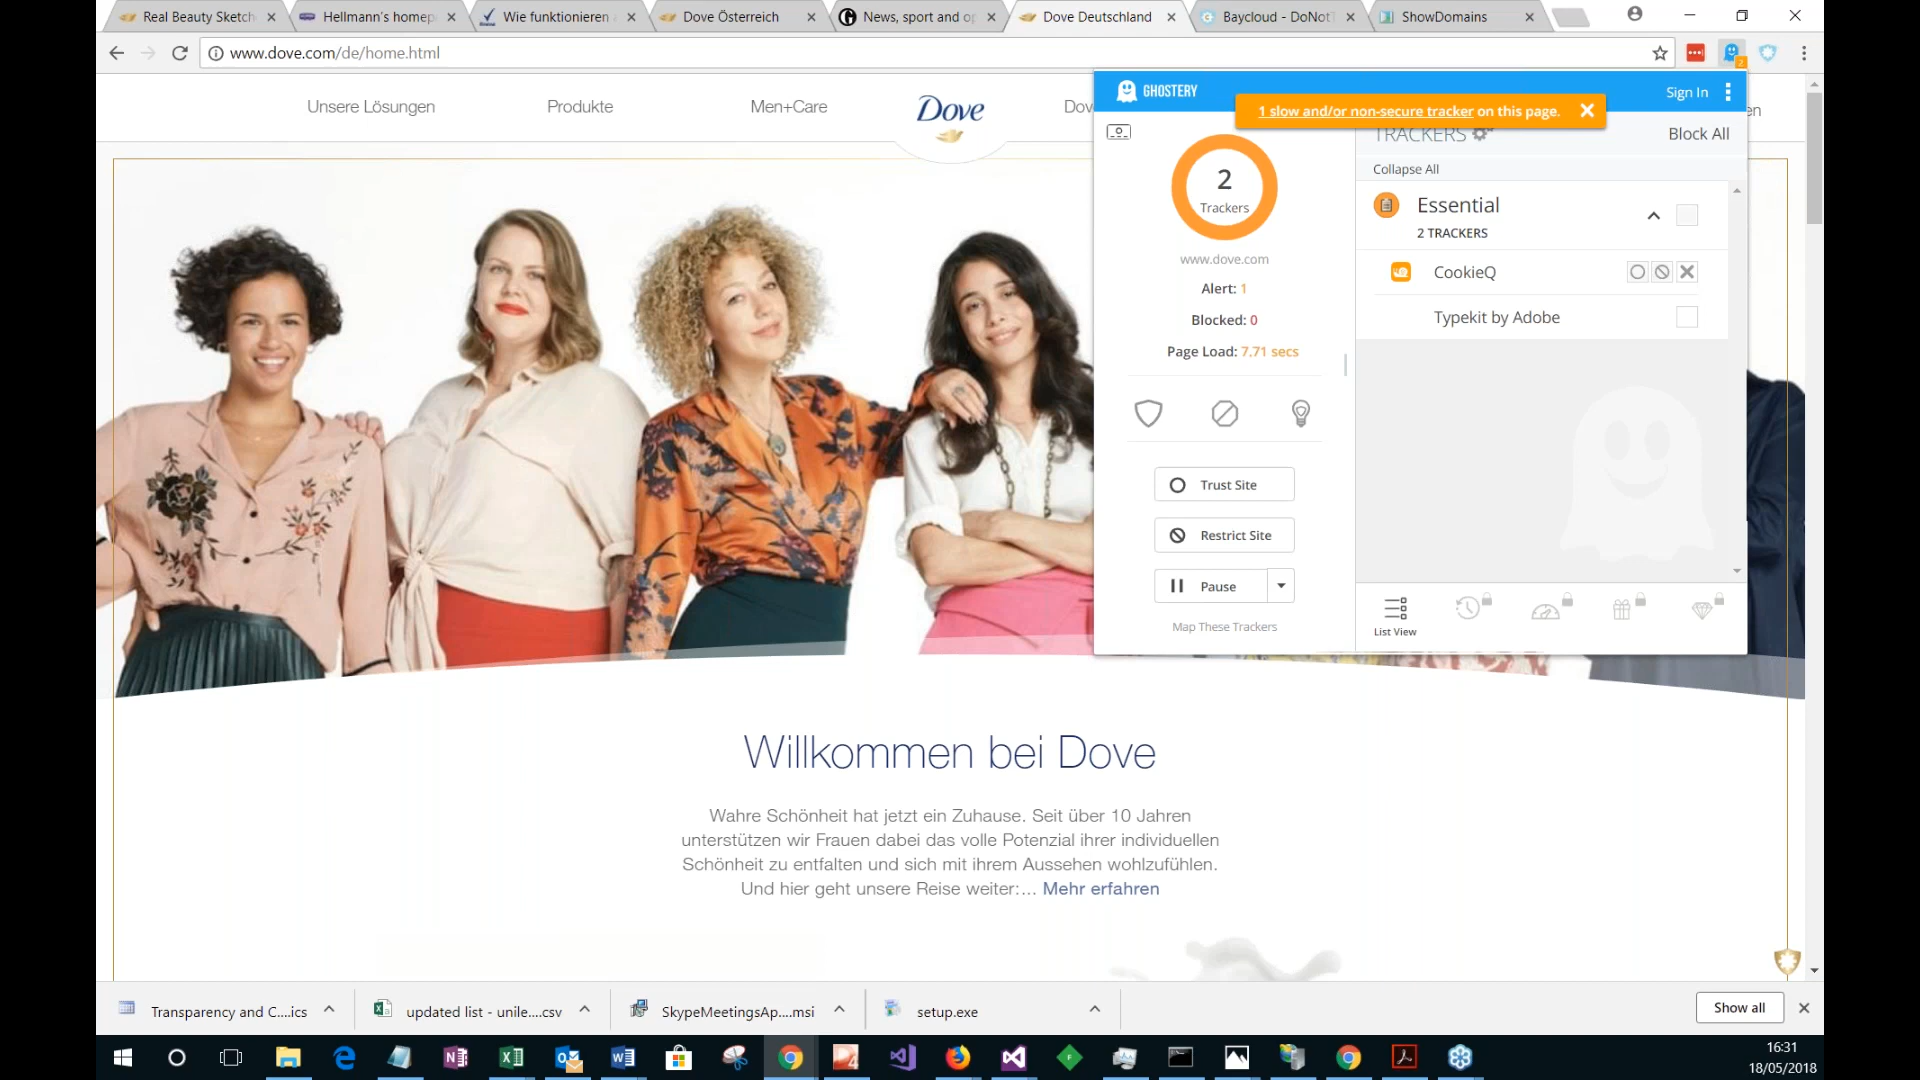 Real Beauty Sketch
Hellmann's homep
Wie funktionieren
Dove Österreich
News, sport and op
Dove Deutschland
Baycloud - DoNotT
ShowDomains
www.dove.com/de/home.html
2
Unsere Lösungen
Produkte
Men+Care
Dove
Dov
en
GHOSTERY
Sign In
1 slow and/or non-secure tracker on this page.
TRACKERS
Block All
Collapse All
2
Trackers
www.dove.com
Alert: 1
Blocked: 0
Page Load: 7.71 secs
Trust Site
Restrict Site
Pause
Map These Trackers
Essential
2 TRACKERS
CookieQ
Typekit by Adobe
List View
Willkommen bei Dove
Wahre Schönheit hat jetzt ein Zuhause. Seit über 10 Jahren
unterstützen wir Frauen dabei das volle Potenzial ihrer individuellen
Schönheit zu entfalten und sich mit ihrem Aussehen wohlzufühlen.
Und hier geht unsere Reise weiter:... Mehr erfahren
Transparency and C....ics
updated list - unile....csv
SkypeMeetingsAp....msi
setup.exe
Show all
16:31
18/05/2018